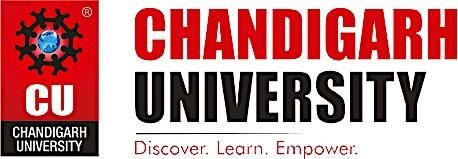 ®
CU
CHANDIGARH
UNIVERSITY
CHANDIGARH
UNIVERSITY
Discover. Learn. Empower.